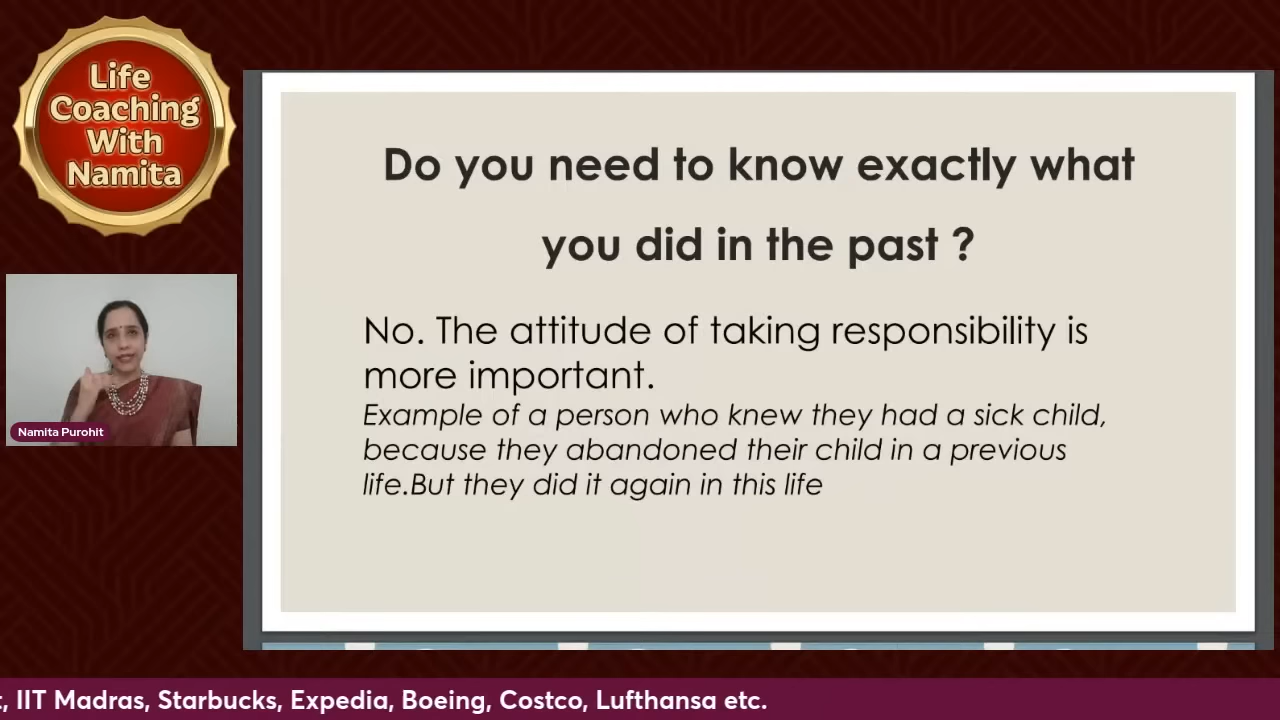 Life
Coaching
With
Namita
Namita Purohit
Do you need to know exactly what
you did in the past ?
No. The attitude of taking responsibility is
more important.
Example of a person who knew they had a sick child,
because they abandoned their child in a previous
life.But they did it again in this life
, IIT Madras, Starbucks, Expedia, Boeing, Costco, Lufthansa etc.